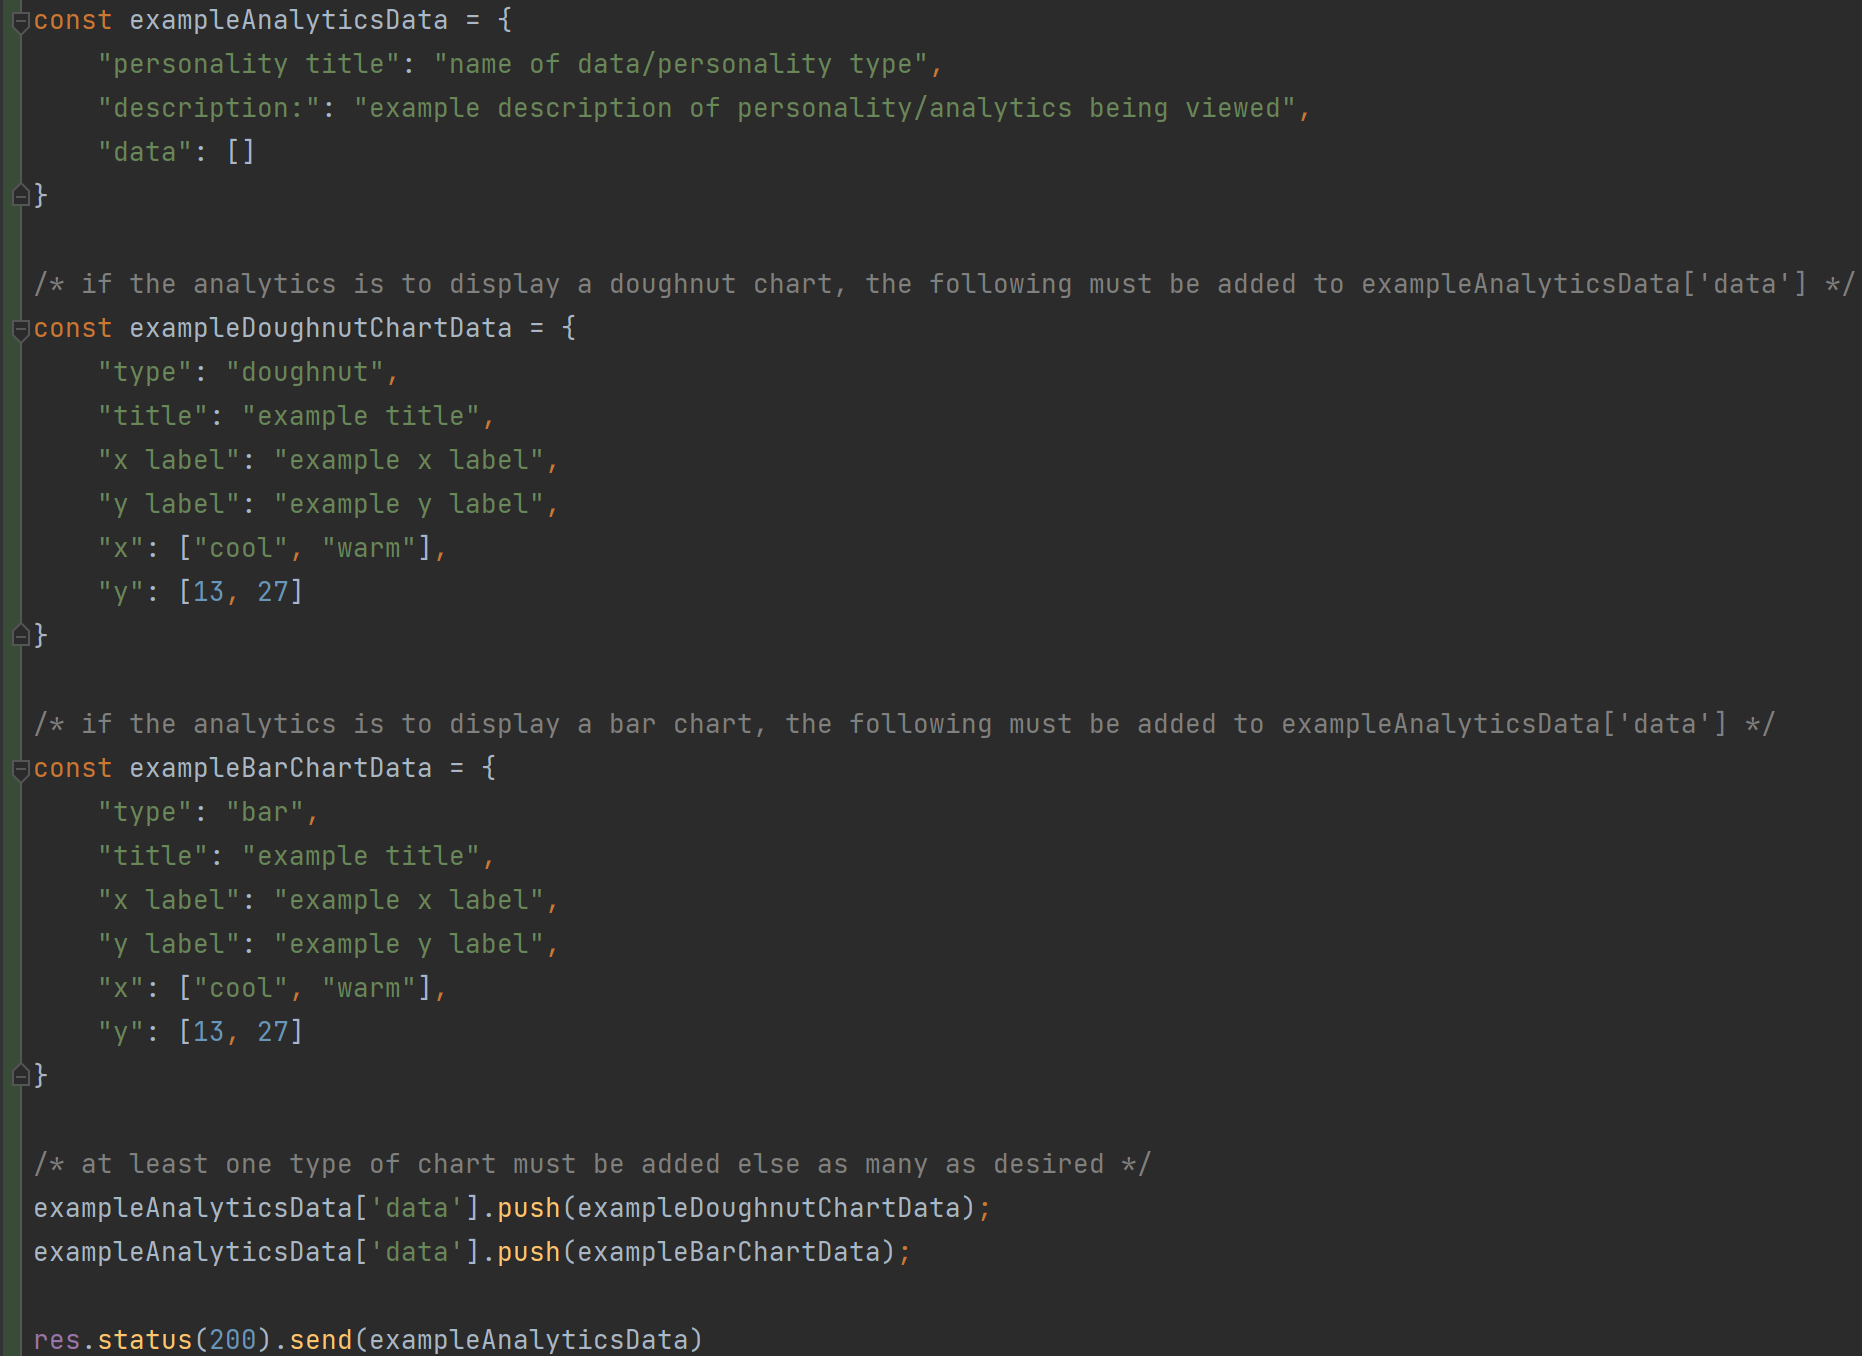 const exampleAnalyticsData = {
    "personality title": "name of data/personality type",
    "description:": "example description of personality/analytics being viewed",
    "data": []
}
/* if the analytics is to display a doughnut chart, the following must be added to exampleAnalyticsData['data'] */
const exampleDoughnutChartData = {
    "type": "doughnut",
    "title": "example title",
    "x label": "example x label",
    "y label": "example y label",
    "x": ["cool", "warm"],
    "y": [13, 27]
}
/* if the analytics is to display a bar chart, the following must be added to exampleAnalyticsData['data'] */
const exampleBarChartData = {
    "type": "bar",
    "title": "example title",
    "x label": "example x label",
    "y label": "example y label",
    "x": ["cool", "warm"],
    "y": [13, 27]
}
/* at least one type of chart must be added else as many as desired */
exampleAnalyticsData['data'].push(exampleDoughnutChartData);
exampleAnalyticsData['data'].push(exampleBarChartData);
res.status(200).send(exampleAnalyticsData)